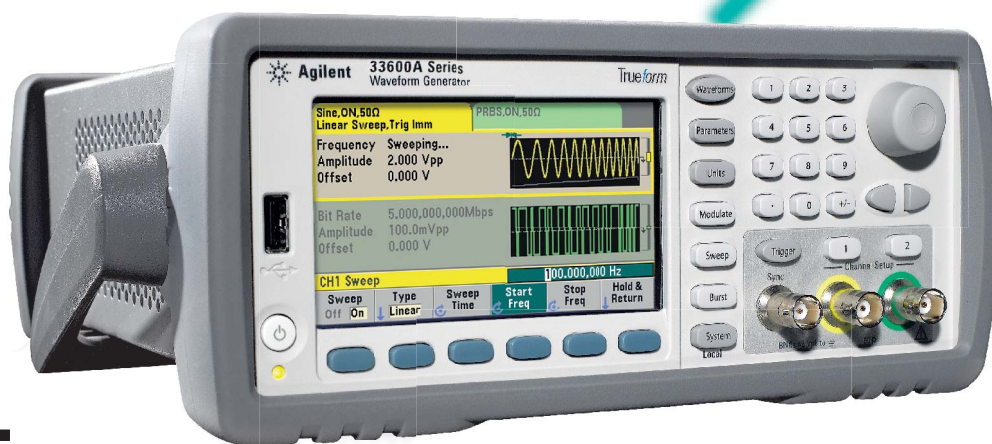 Agilent 33600A Series
Waveform Generator
Trueform
Sine,ON,50Ω
Linear Sweep,Trig Imm
PRBS,ON,50Ω
Frequency Sweeping...
Amplitude 2.000 Vpp
Offset 0.000 V
Bit Rate 5.000,000,000Mbps
Amplitude 100.0mVpp
Offset 0.000 V
CH1 Sweep
100.000,000 Hz
Sweep
Off On
Type
Linear
Sweep
Time
Start
Freq
Stop
Freq
Hold &
Return
Waveforms
Parameters
Units
Modulate
Sweep
Burst
System
Local
1 2 3
4 5 6
7 8 9
. 0 +/-
Trigger
1 2
Channel Setup
Sync